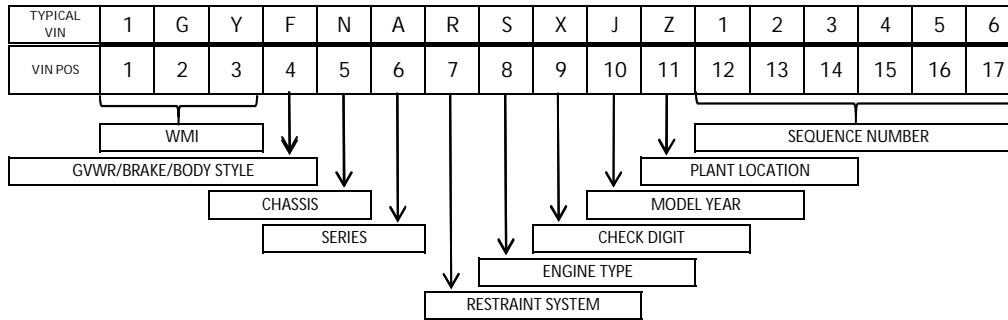 TYPICAL VIN 1 G Y F N A R S X J Z 1 2 3 4 5 6
VIN POS 1 2 3 4 5 6 7 8 9 10 11 12 13 14 15 16 17
WMI SEQUENCE NUMBER
GVWR/BRAKE/BODY STYLE PLANT LOCATION
CHASSIS MODEL YEAR
SERIES CHECK DIGIT
ENGINE TYPE
RESTRAINT SYSTEM